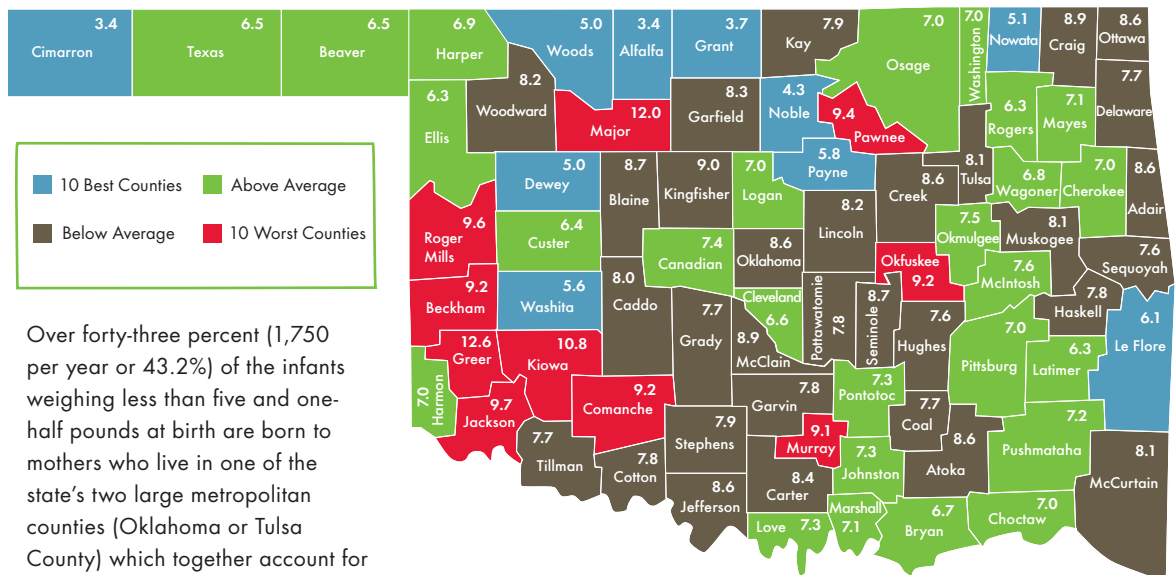 3.4 6.5 6.5 6.9 5.0 3.4 3.7 7.9 7.0 7.0 5.1 8.9 8.6
Cimarron Texas Beaver Harper Woods Alfalfa Grant Kay Osage Washington Nowata Craig Ottawa
6.3 8.2 12.0 8.3 4.3 9.4 6.3 7.1 7.7
Ellis Woodward Major Garfield Noble Pawnee Rogers Mayes Delaware
10 Best Counties Above Average
Below Average 10 Worst Counties
5.0 8.7 9.0 7.0 5.8 8.6 8.1 6.8 7.0 8.6
Dewey Blaine Kingfisher Logan Payne Creek Tulsa Wagoner Cherokee Adair
9.6 6.4 7.4 8.6 8.2 9.2 7.5 8.1 7.6
Roger Mills Custer Canadian Oklahoma Lincoln Okfuskee Okmulgee Muskogee Sequoyah
9.2 5.6 8.0 7.7 6.6 7.8 8.7 7.6 7.6 7.8 6.1
Beckham Washita Caddo Grady Cleveland Pottawatomie Seminole Hughes McIntosh Haskell Le Flore
12.6 10.8 8.9 7.0 6.3
Greer Kiowa McClain Pittsburg Latimer
7.0 9.7 9.2 7.8 7.3 7.7 7.2
Harmon Jackson Comanche Garvin Pontotoc Coal Pushmataha
7.7 7.8 7.9 9.1 7.3 8.6 8.1
Tillman Cotton Stephens Murray Johnston Atoka McCurtain
8.6 8.4 7.3 7.1 6.7 7.0
Jefferson Carter Love Marshall Bryan Choctaw
Over forty-three percent (1,750
per year or 43.2%) of the infants
weighing less than five and one-
half pounds at birth are born to
mothers who live in one of the
state's two large metropolitan
counties (Oklahoma or Tulsa
County) which together account for